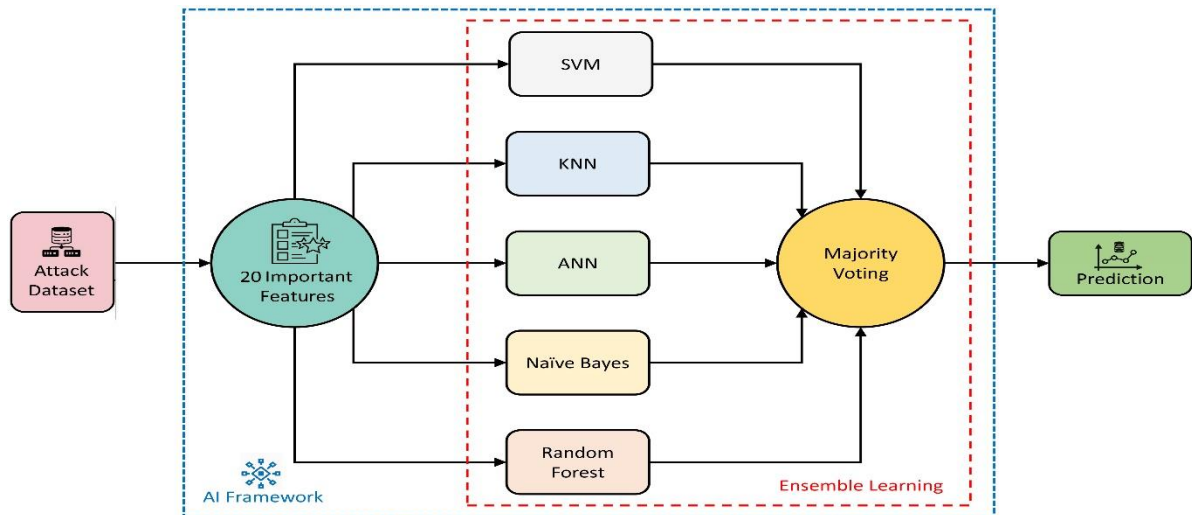 SVM
KNN
Attack
Dataset
20 Important
Features
ANN
Majority
Voting
Prediction
Naïve Bayes
Random
Forest
AI Framework
Ensemble Learning